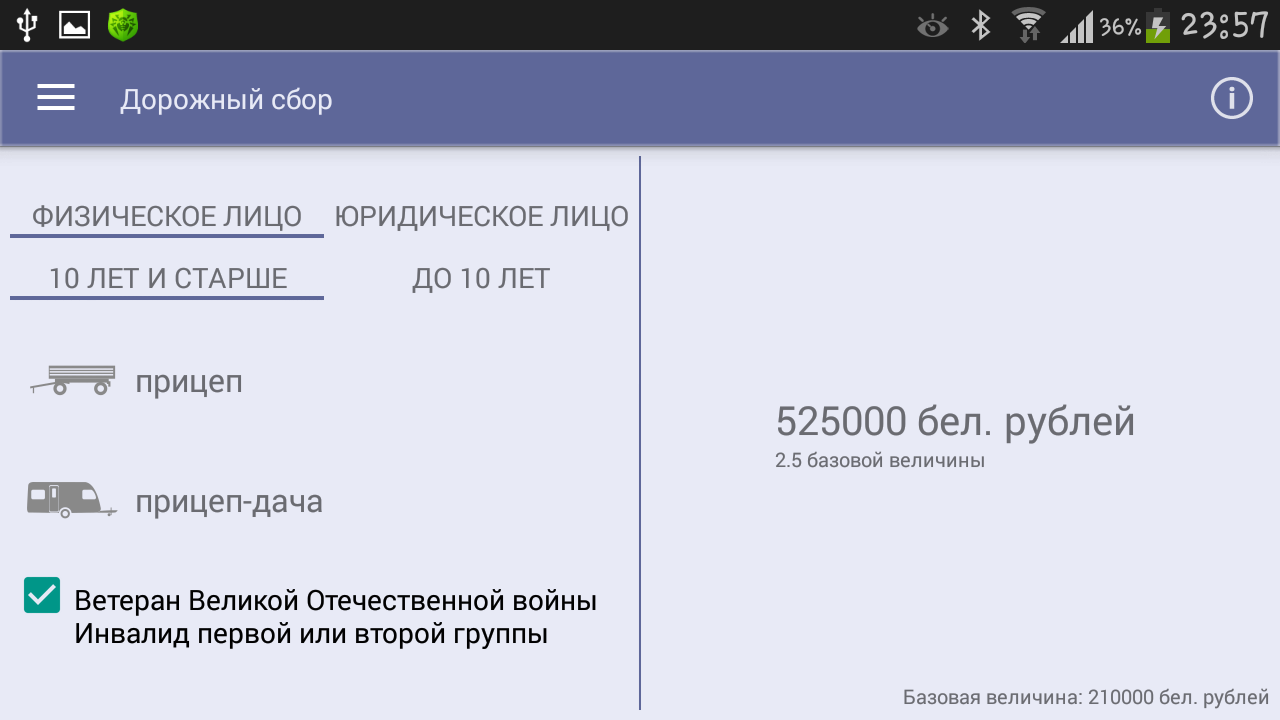 36% 23:57
Дорожный сбор
ФИЗИЧЕСКОЕ ЛИЦО ЮРИДИЧЕСКОЕ ЛИЦО
10 ЛЕТ И СТАРШЕ ДО 10 ЛЕТ
прицеп
прицеп-дача
Ветеран Великой Отечественной войны
Инвалид первой или второй группы
525000 бел. рублей
2.5 базовой величины
Базовая величина: 210000 бел. рублей